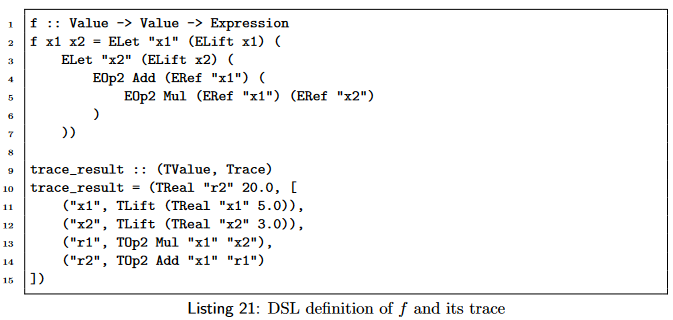 1 f :: Value -> Value -> Expression
2 f x1 x2 = ELet "x1" (ELift x1) (
3     ELet "x2" (ELift x2) (
4         EOp2 Add (ERef "x1") (
5             EOp2 Mul (ERef "x1") (ERef "x2")
6         )
7     ))
8
9 trace_result :: (TValue, Trace)
10 trace_result = (TReal "r2" 20.0, [
11     ("x1", TLift (TReal "x1" 5.0)),
12     ("x2", TLift (TReal "x2" 3.0)),
13     ("r1", TOp2 Mul "x1" "x2"),
14     ("r2", TOp2 Add "x1" "r1")
15 ])
Listing 21: DSL definition of f and its trace